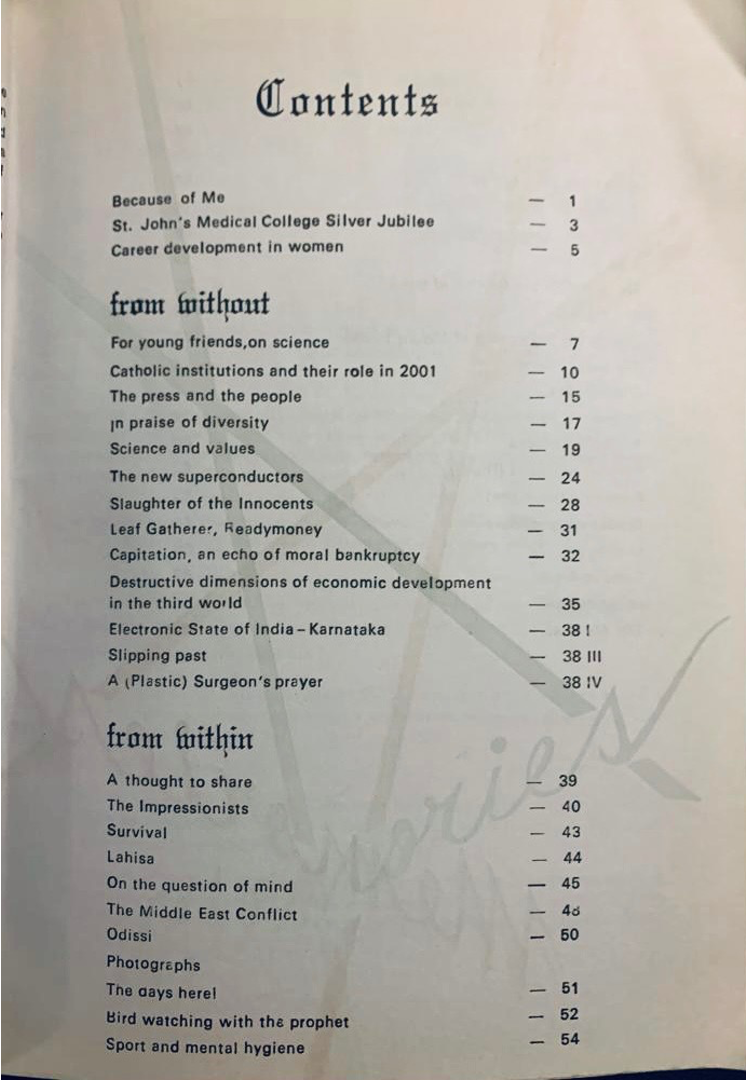 Contents
Because of Me — 1
St. John's Medical College Silver Jubilee — 3
Career development in women — 5
from without
For young friends,on science — 7
Catholic institutions and their role in 2001 — 10
The press and the people — 15
In praise of diversity — 17
Science and values — 19
The new superconductors — 24
Slaughter of the Innocents — 28
Leaf Gatherer, Readymoney — 31
Capitation, an echo of moral bankruptcy — 32
Destructive dimensions of economic development
in the third world — 35
Electronic State of India – Karnataka — 38 I
Slipping past — 38 III
A (Plastic) Surgeon's prayer — 38 IV
from within
A thought to share — 39
The Impressionists — 40
Survival — 43
Lahisa — 44
On the question of mind — 45
The Middle East Conflict —
Odissi — 50
Photographs
The days here! — 51
Bird watching with the prophet — 52
Sport and mental hygiene — 54
memories